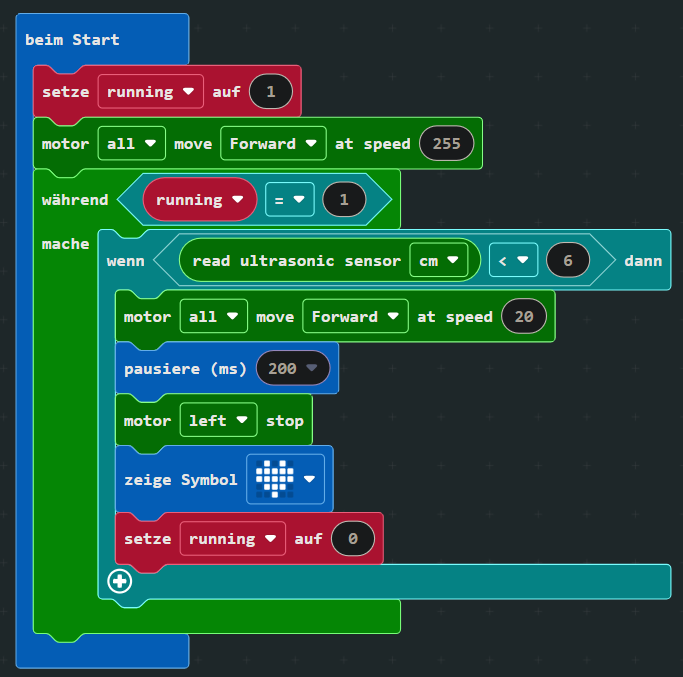 beim Start
setze running auf 1
motor all move Forward at speed 255
während running = 1
mache
wenn read ultrasonic sensor cm < 6 dann
motor all move Forward at speed 20
pausiere (ms) 200
motor left stop
zeige Symbol
setze running auf 0